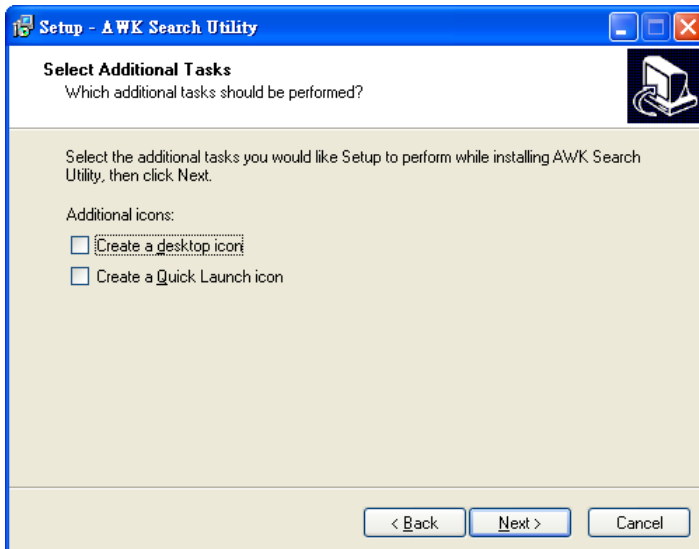 Setup - AWK Search Utility
Select Additional Tasks
Which additional tasks should be performed?
Select the additional tasks you would like Setup to perform while installing AWK Search
Utility, then click Next.
Additional icons:
Create a desktop icon
Create a Quick Launch icon
< Back
Next >
Cancel